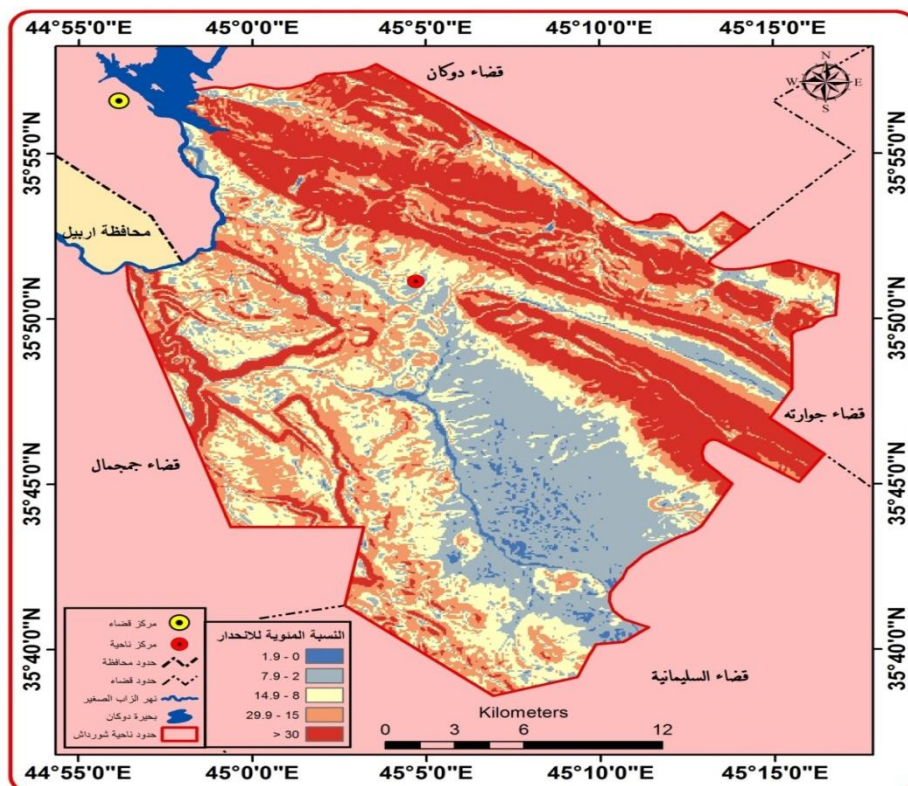 44°55'0"E 45°0'0"E 45°5'0"E 45°10'0"E 45°15'0"E
قضاء دوكان
N
W E
S
35°55'0"N 35°55'0"N
محافظة اربيل
35°50'0"N 35°50'0"N
قضاء جوارته
قضاء جمجمال
35°45'0"N 35°45'0"N
35°40'0"N 35°40'0"N
قضاء السليمانية
مركز قضاء
مركز ناحية
حدود محافظة
حدود قضاء
نهر الزاب الصغير
بحيرة دوكان
حدود ناحية شورداش
النسبة المئوية للانحدار
1.9 - 0
7.9 - 2
14.9 - 8
29.9 - 15
> 30
Kilometers
0 3 6 12
44°55'0"E 45°0'0"E 45°5'0"E 45°10'0"E 45°15'0"E